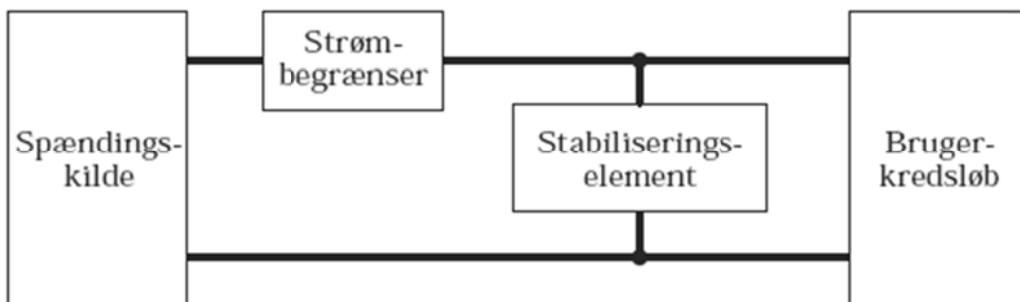 Strøm-
begrænser
Spændings-
kilde
Stabiliserings-
element
Bruger-
kredsløb